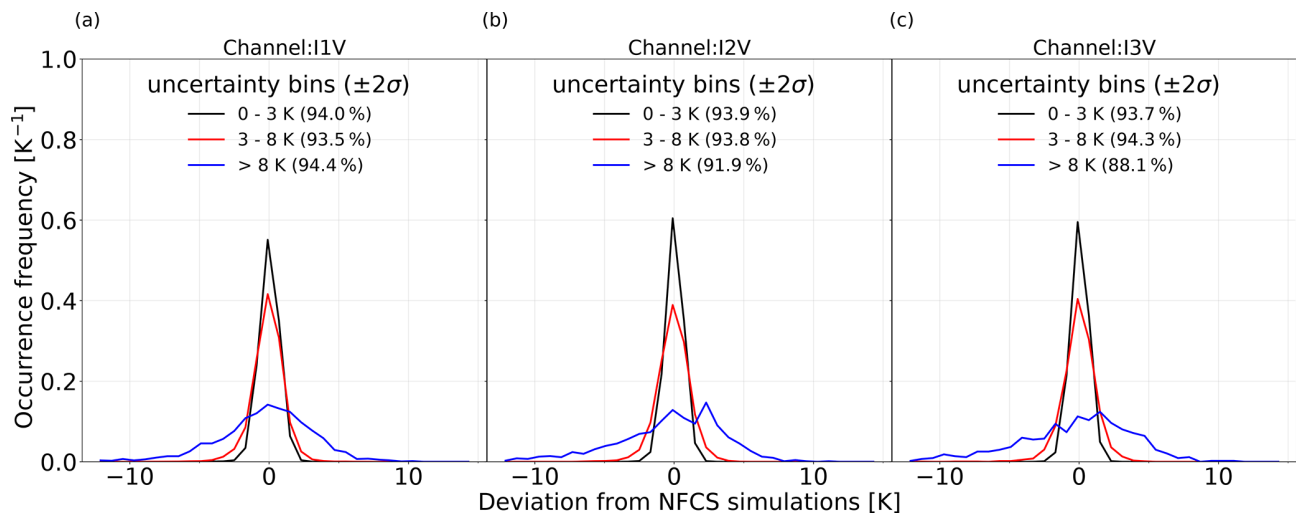 (a)
Channel:I1V
uncertainty bins (±2σ)
0 - 3 K (94.0 %)
3 - 8 K (93.5 %)
> 8 K (94.4 %)
(b)
Channel:I2V
uncertainty bins (±2σ)
0 - 3 K (93.9 %)
3 - 8 K (93.8 %)
> 8 K (91.9 %)
(c)
Channel:I3V
uncertainty bins (±2σ)
0 - 3 K (93.7 %)
3 - 8 K (94.3 %)
> 8 K (88.1 %)
Occurrence frequency [K⁻¹]
1.0
0.8
0.6
0.4
0.2
0.0
−10 0 10
−10 0 10
−10 0 10
Deviation from NFCS simulations [K]